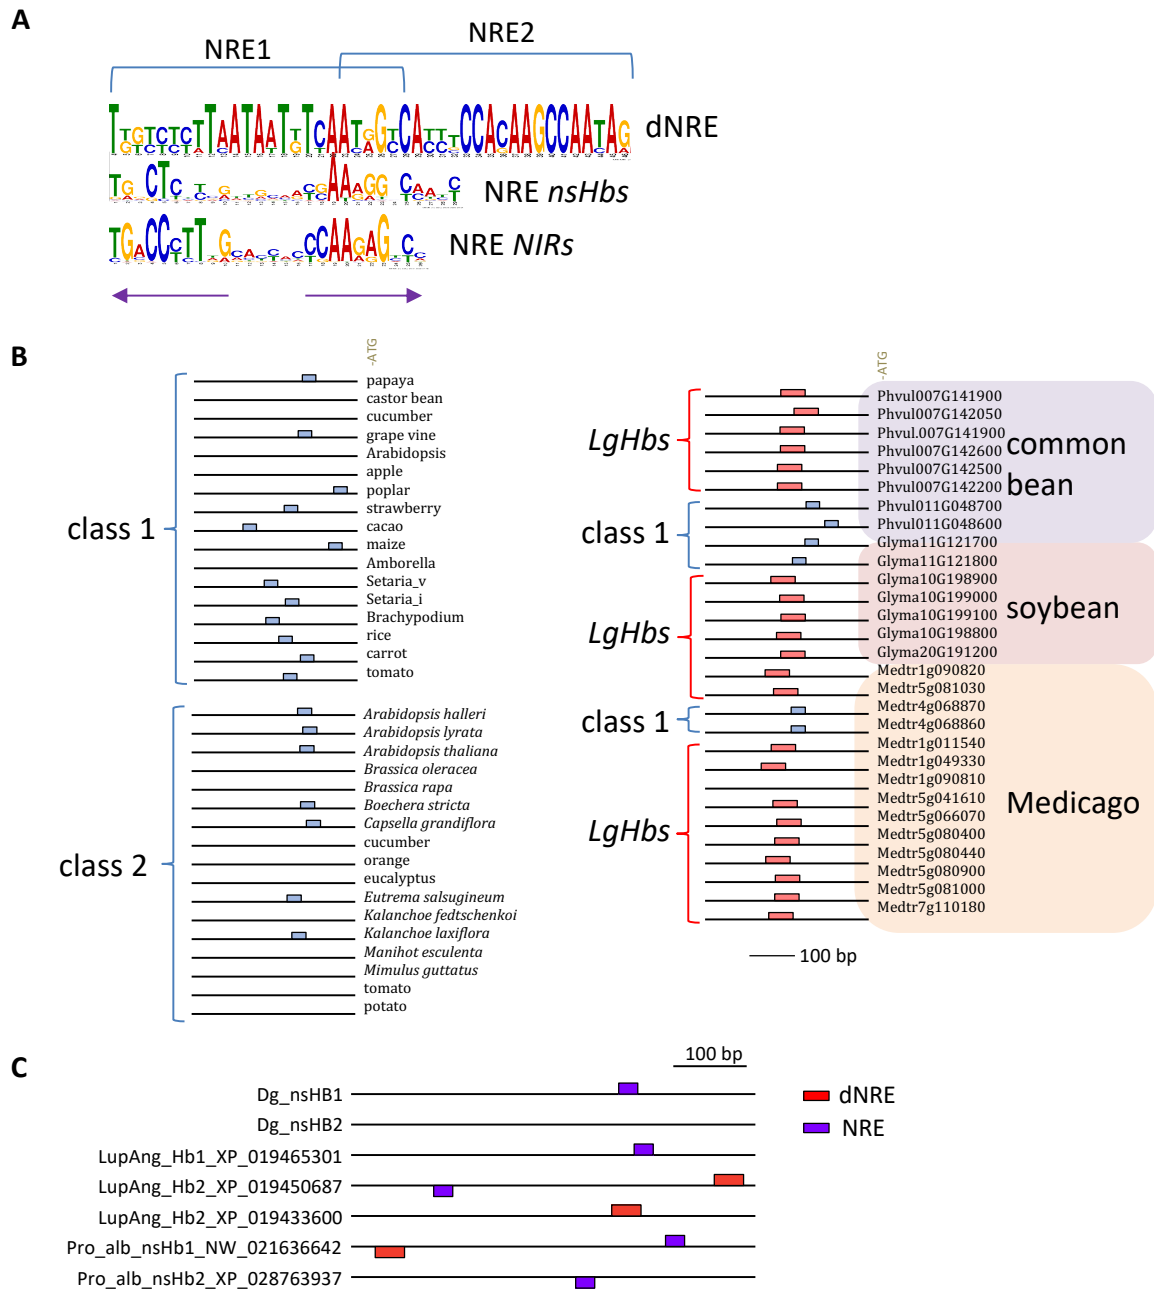 A
NRE1
NRE2
dNRE
NRE nsHbs
NRE NIRs
B
-ATG
class 1
papaya
castor bean
cucumber
grape vine
Arabidopsis
apple
poplar
strawberry
cacao
maize
Amborella
Setaria_v
Setaria_i
Brachypodium
rice
carrot
tomato
class 2
Arabidopsis halleri
Arabidopsis lyrata
Arabidopsis thaliana
Brassica oleracea
Brassica rapa
Boechera stricta
Capsella grandiflora
cucumber
orange
eucalyptus
Eutrema salsugineum
Kalanchoe fedtschenkoi
Kalanchoe laxiflora
Manihot esculenta
Mimulus guttatus
tomato
potato
-ATG
LgHbs
class 1
LgHbs
class 1
LgHbs
Phvul007G141900
Phvul007G142050
Phvul.007G141900
Phvul007G142600
Phvul007G142500
Phvul007G142200
Phvul011G048700
Phvul011G048600
Glyma11G121700
Glyma11G121800
Glyma10G198900
Glyma10G199000
Glyma10G199100
Glyma10G198800
Glyma20G191200
Medtr1g090820
Medtr5g081030
Medtr4g068870
Medtr4g068860
Medtr1g011540
Medtr1g049330
Medtr1g090810
Medtr5g041610
Medtr5g066070
Medtr5g080400
Medtr5g080440
Medtr5g080900
Medtr5g081000
Medtr7g110180
common
bean
soybean
Medicago
100 bp
C
100 bp
Dg_nsHB1
Dg_nsHB2
LupAng_Hb1_XP_019465301
LupAng_Hb2_XP_019450687
LupAng_Hb2_XP_019433600
Pro_alb_nsHb1_NW_021636642
Pro_alb_nsHb2_XP_028763937
dNRE
NRE